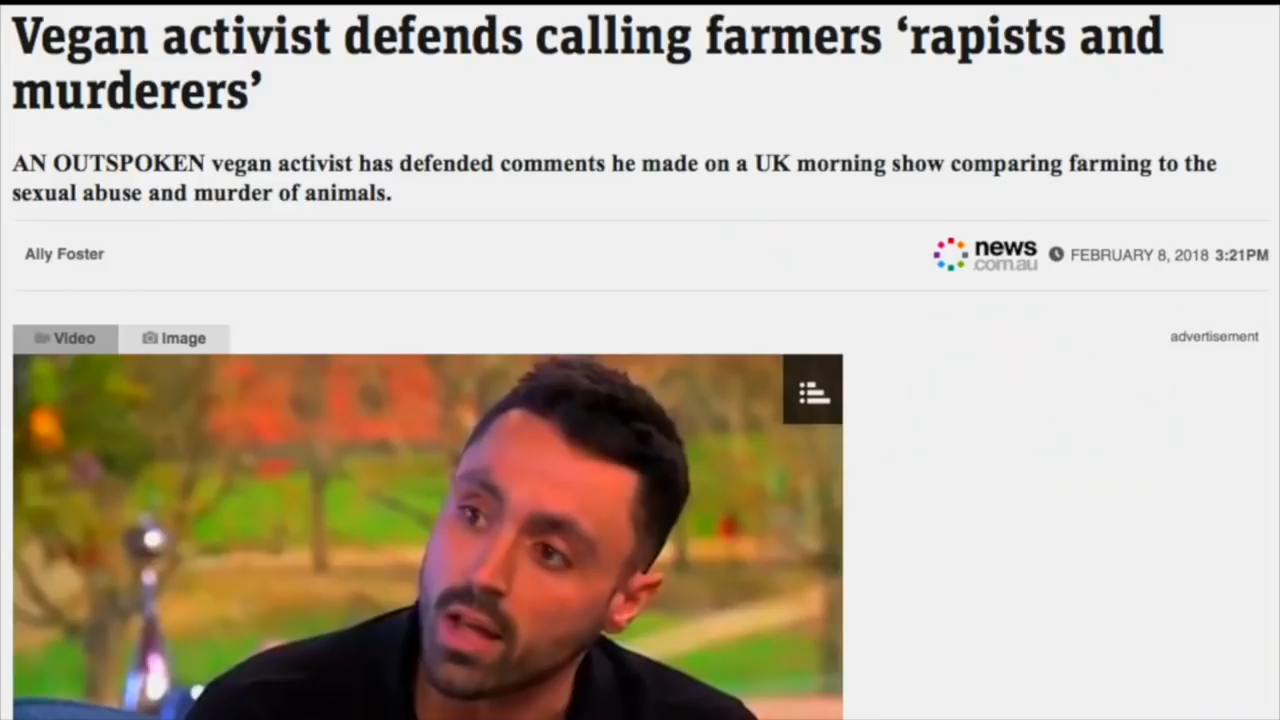 Vegan activist defends calling farmers ‘rapists and
murderers’
AN OUTSPOKEN vegan activist has defended comments he made on a UK morning show comparing farming to the
sexual abuse and murder of animals.
Ally Foster
news
.com.au
FEBRUARY 8, 2018 3:21PM
Video
Image
advertisement